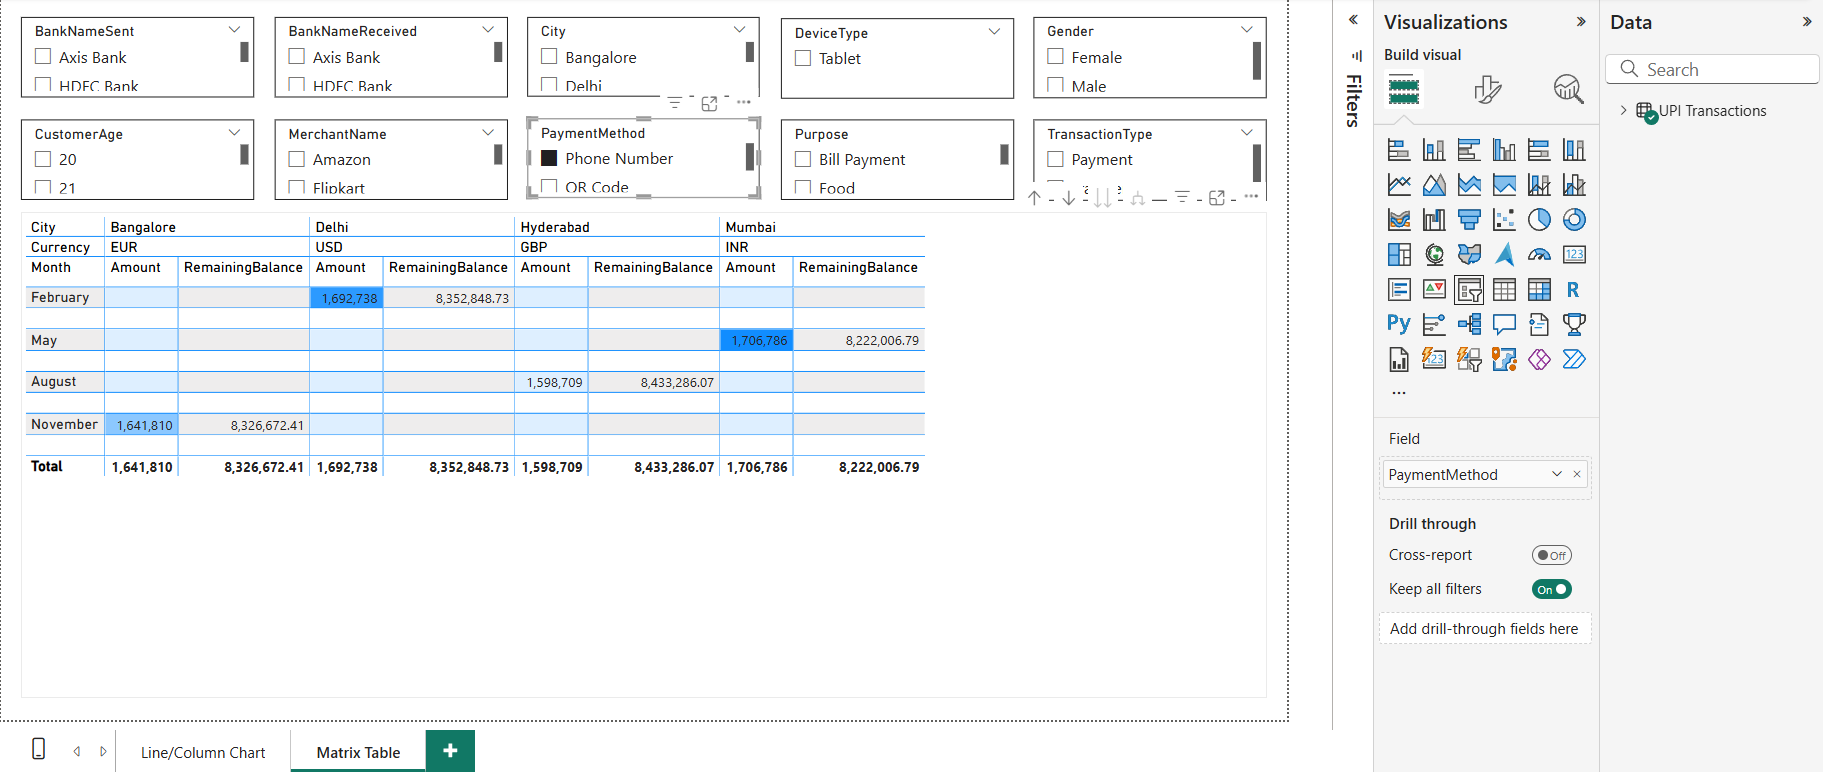 BankNameSent
Axis Bank
HDFC Bank
BankNameReceived
Axis Bank
HDFC Bank
City
Bangalore
Delhi
DeviceType
Tablet
Gender
Female
Male
CustomerAge
20
21
MerchantName
Amazon
Flipkart
PaymentMethod
Phone Number
QR Code
Purpose
Bill Payment
Food
TransactionType
Payment
City Bangalore Delhi Hyderabad Mumbai
Currency EUR USD GBP INR
Month Amount RemainingBalance Amount RemainingBalance Amount RemainingBalance Amount RemainingBalance
February 1,692,738 8,352,848.73
May 1,706,786 8,222,006.79
August 1,598,709 8,433,286.07
November 1,641,810 8,326,672.41
Total 1,641,810 8,326,672.41 1,692,738 8,352,848.73 1,598,709 8,433,286.07 1,706,786 8,222,006.79
Line/Column Chart
Matrix Table
+
Filters
Visualizations
Build visual
123
R
Py
123
...
Field
PaymentMethod
Drill through
Cross-report
Off
Keep all filters
On
Add drill-through fields here
Data
Search
UPI Transactions